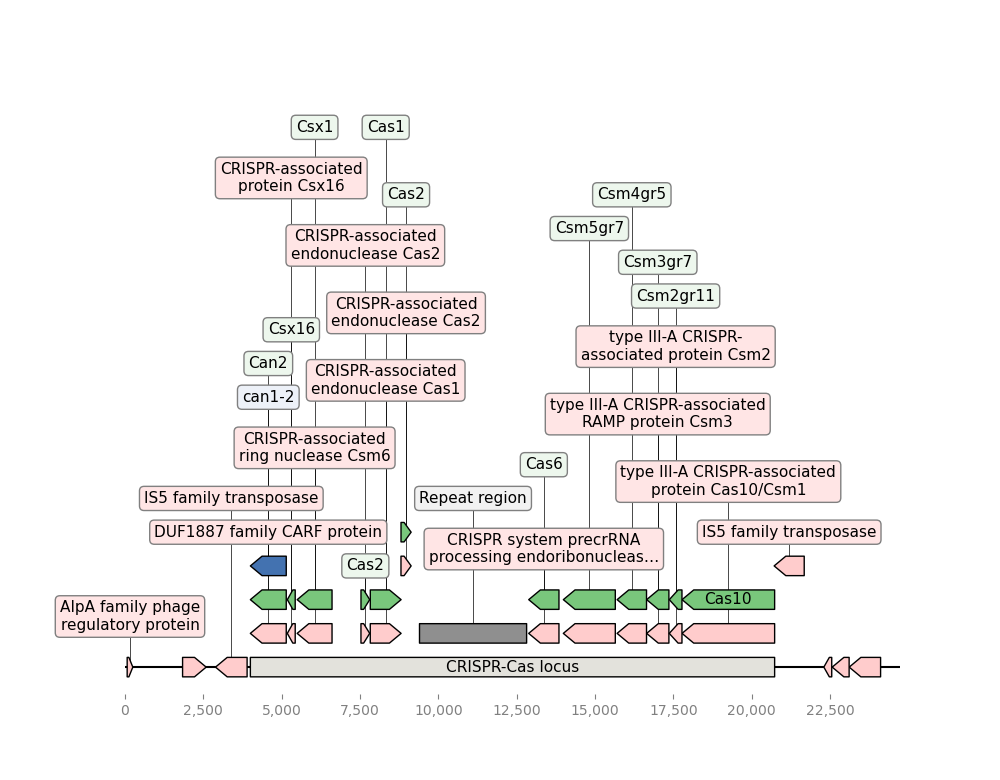 Csx1
Cas1
CRISPR-associated
protein Csx16
Cas2
Csm4gr5
Csm5gr7
CRISPR-associated
endonuclease Cas2
Csm3gr7
Csm2gr11
CRISPR-associated
endonuclease Cas2
Csx16
type III-A CRISPR-
associated protein Csm2
Can2
CRISPR-associated
endonuclease Cas1
can1-2
type III-A CRISPR-associated
RAMP protein Csm3
CRISPR-associated
ring nuclease Csm6
Cas6
type III-A CRISPR-associated
protein Cas10/Csm1
IS5 family transposase
Repeat region
DUF1887 family CARF protein
IS5 family transposase
CRISPR system precrRNA
processing endoribonucleas…
Cas2
Cas10
AlpA family phage
regulatory protein
CRISPR-Cas locus
0
2,500
5,000
7,500
10,000
12,500
15,000
17,500
20,000
22,500